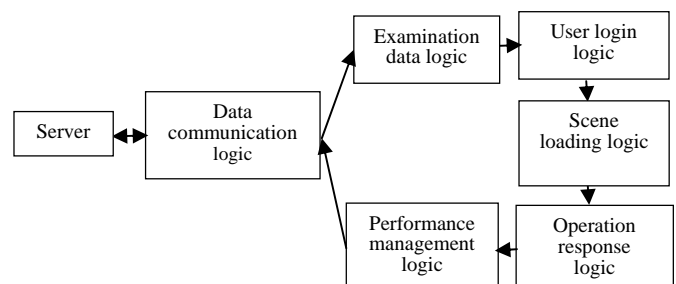 Server
Data
communication
logic
Examination
data logic
User login
logic
Scene
loading logic
Operation
response
logic
Performance
management
logic